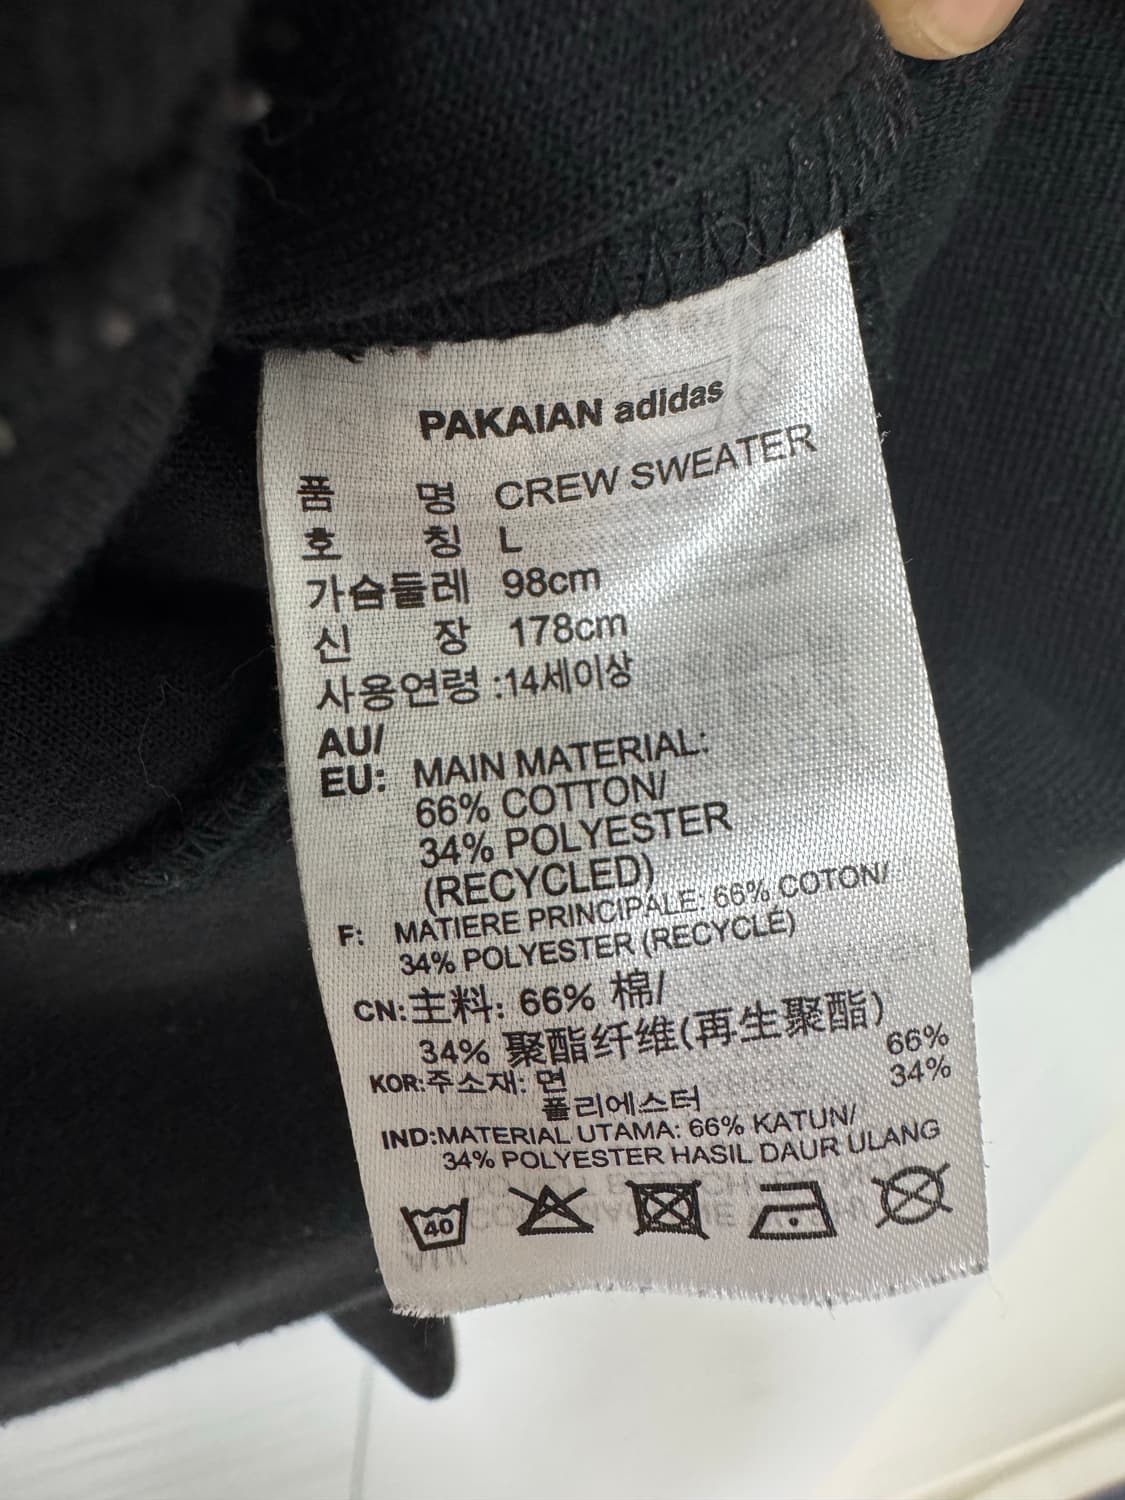 PAKAIAN adidas
품 명 CREW SWEATER
호 칭 L
가슴둘레 98cm
신 장 178cm
사용연령 :14세이상
AU/
EU: MAIN MATERIAL:
66% COTTON/
34% POLYESTER
(RECYCLED)
F: MATIERE PRINCIPALE: 66% COTON/
34% POLYESTER (RECYCLÉ)
CN:主料: 66% 棉/
34% 聚酯纤维(再生聚酯)
KOR:주소재: 면 66%
폴리에스터 34%
IND:MATERIAL UTAMA: 66% KATUN/
34% POLYESTER HASIL DAUR ULANG
40